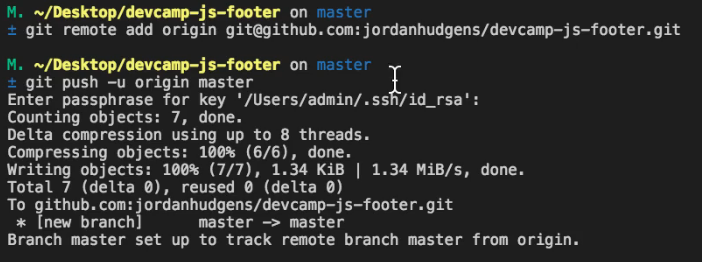 M. ~/Desktop/devcamp-js-footer on master
± git remote add origin git@github.com:jordanhudgens/devcamp-js-footer.git
M. ~/Desktop/devcamp-js-footer on master
± git push -u origin master
Enter passphrase for key '/Users/admin/.ssh/id_rsa':
Counting objects: 7, done.
Delta compression using up to 8 threads.
Compressing objects: 100% (6/6), done.
Writing objects: 100% (7/7), 1.34 KiB | 1.34 MiB/s, done.
Total 7 (delta 0), reused 0 (delta 0)
To github.com:jordanhudgens/devcamp-js-footer.git
 * [new branch]      master -> master
Branch master set up to track remote branch master from origin.